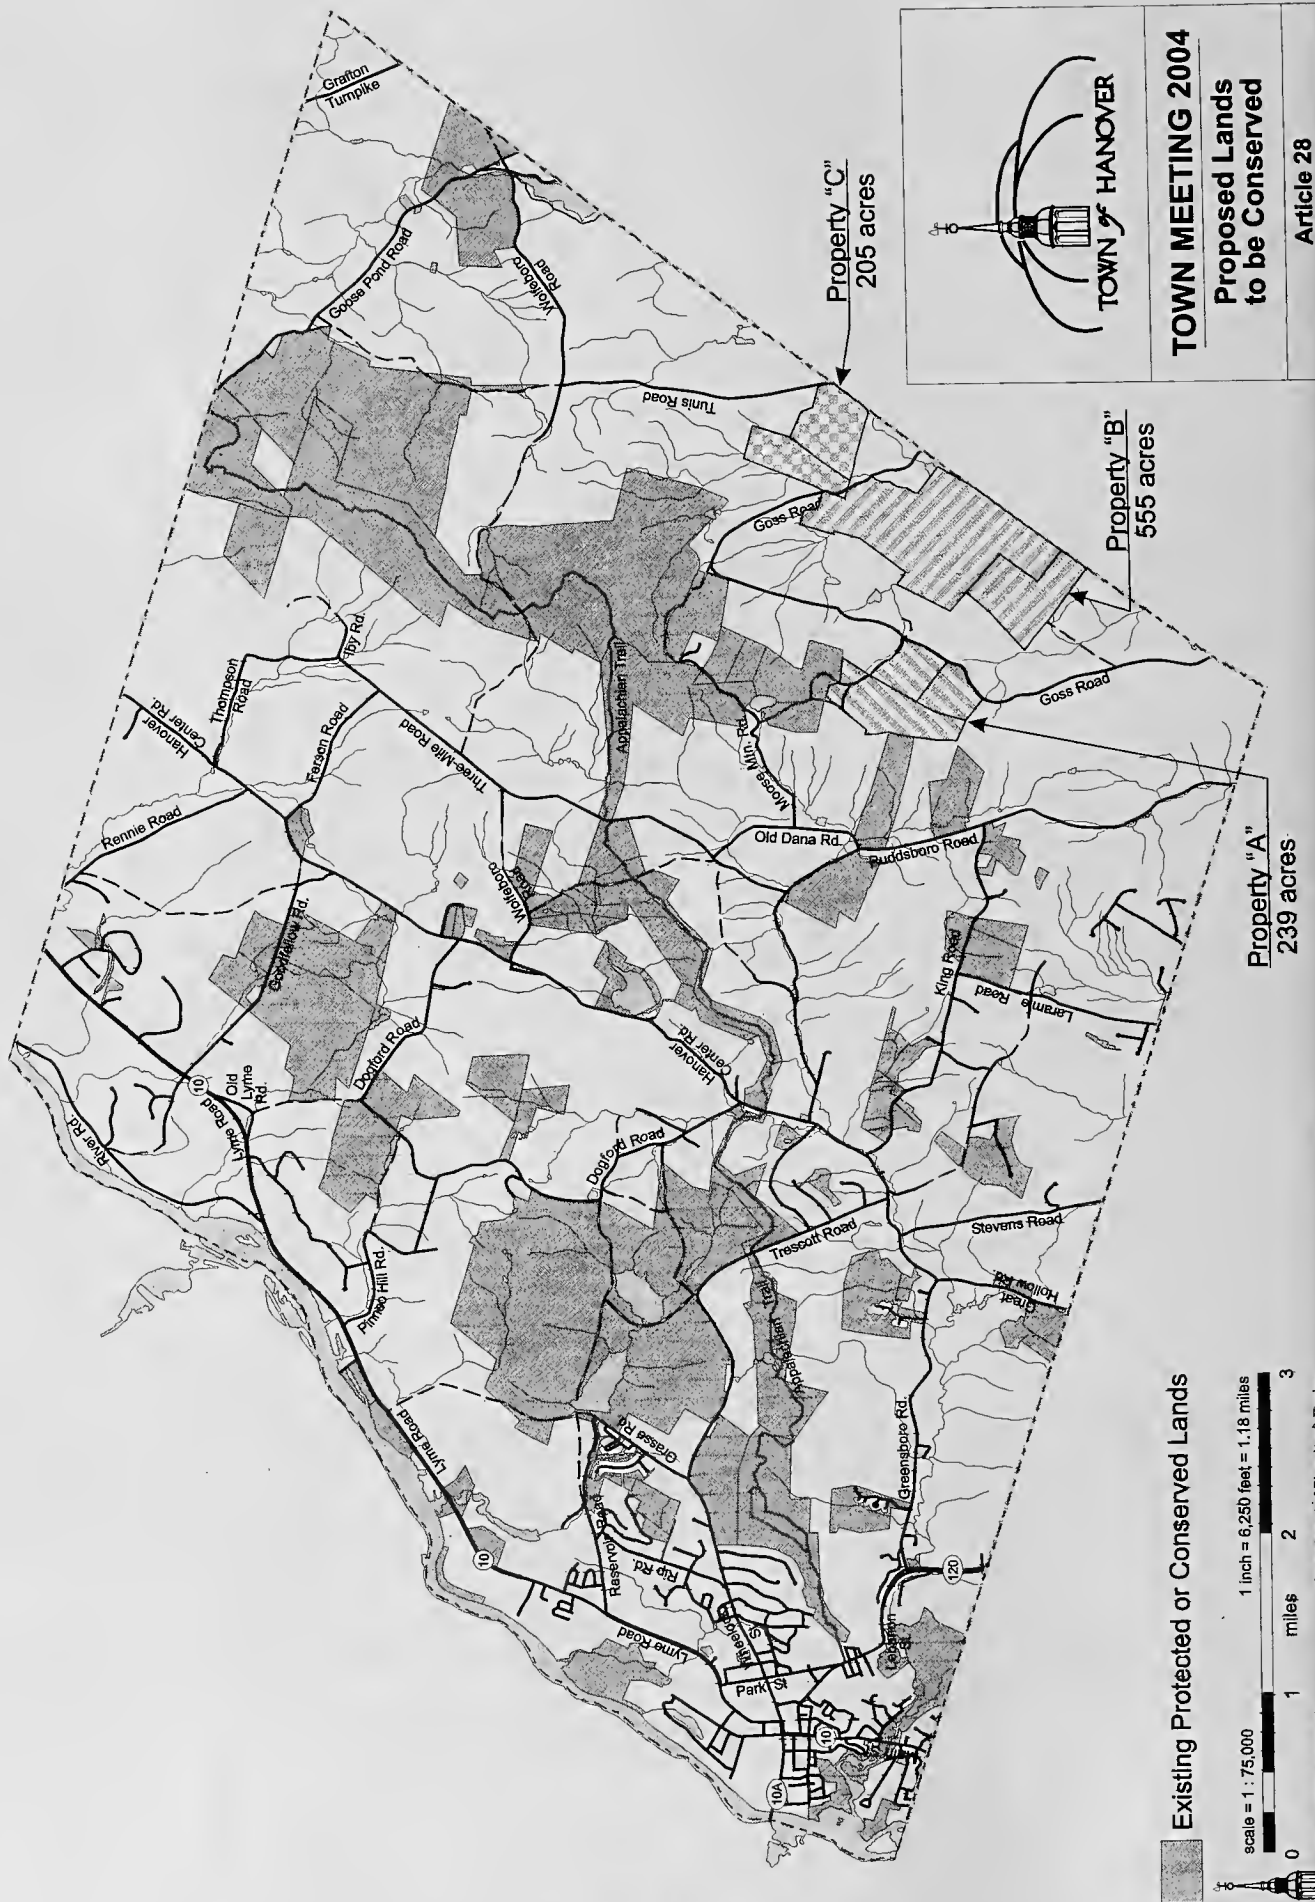 Grafton
Turnpike
Goose Pond Road
Wolfeboro
Road
Tunis Road
Property "C"
205 acres
TOWN of HANOVER
TOWN MEETING 2004
Proposed Lands
to be Conserved
Article 28
Property "B"
555 acres
Goss Road
Goss Road
Property "A"
239 acres
Hanover
Center Rd.
Thompson
Road
Ferson Road
Rennie Road
Three-Mile Road
Appalachian Trail
Moose Mtn. Rd.
Wolfeboro
Road
Old Dana Rd.
Ruddsboro Road
King Road
Laramie
Road
Goodfellow Rd.
Dogford Road
Hanover
Center Rd.
River Rd.
10
Lyme Road
Old
Lyme
Rd.
Dogford Road
Pinneo Hill Rd.
Trescott Road
Stevens Road
Great
Hollow Rd.
Appalachian Trail
Greensboro Rd.
Lyme Road
Grasse Rd.
Reservoir Road
Rip Rd.
10
Lyme Road
Wheelock
St.
Park St.
Lebanon
St.
120
10
10A
Existing Protected or Conserved Lands
scale = 1 : 75,000
1 inch = 6,250 feet = 1.18 miles
0 1 miles 2 3